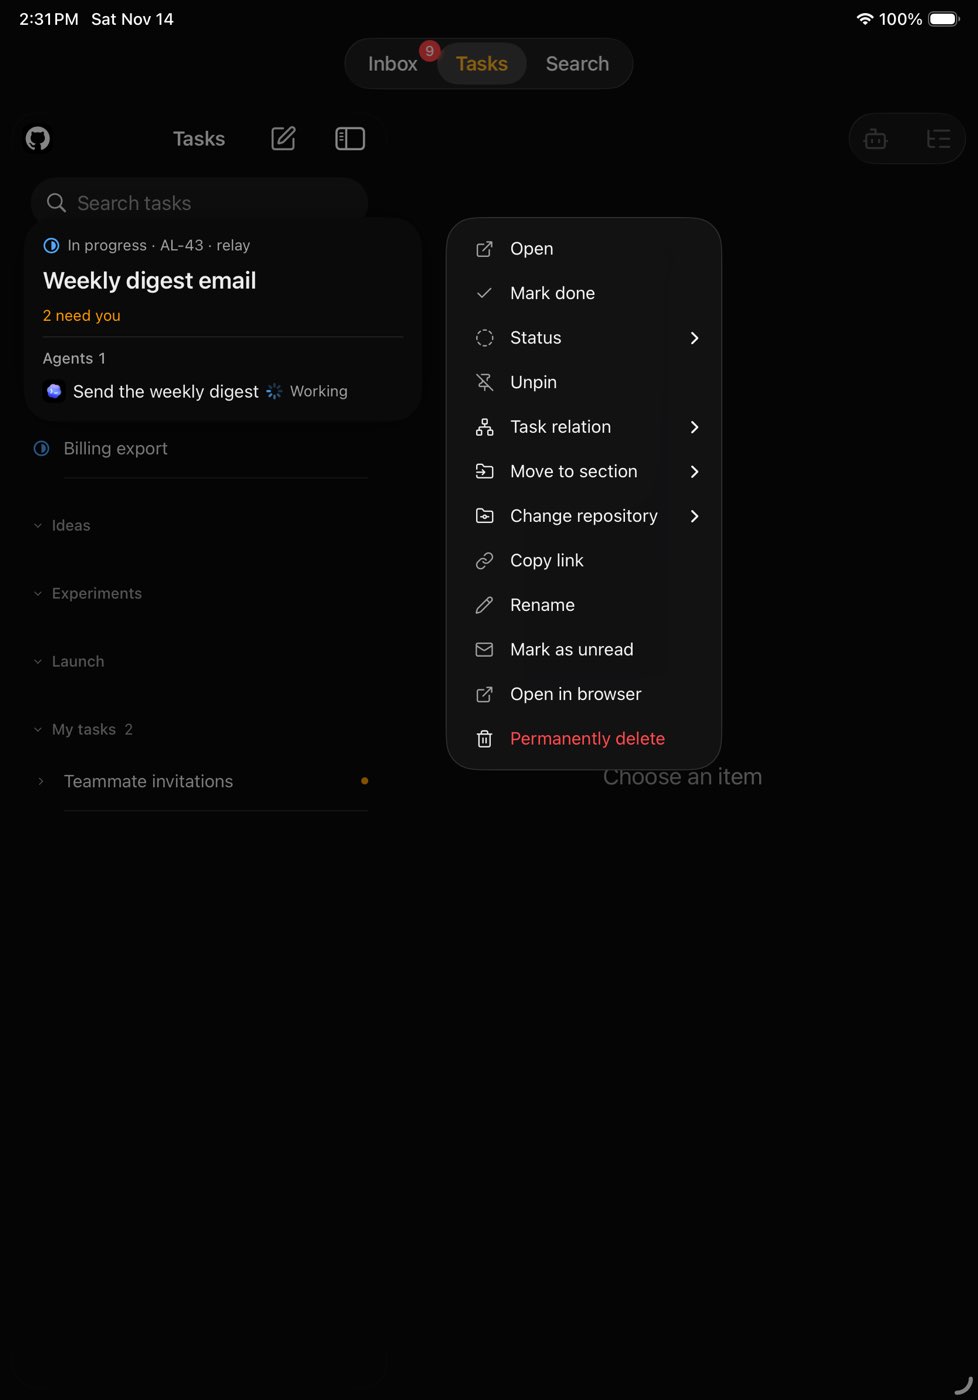 2:31 PM Sat Nov 14
100%
Inbox 9
Tasks
Search
Tasks
Search tasks
In progress · AL-43 · relay
Weekly digest email
2 need you
Agents 1
Send the weekly digest Working
Billing export
Ideas
Experiments
Launch
My tasks 2
Teammate invitations
Open
Mark done
Status
Unpin
Task relation
Move to section
Change repository
Copy link
Rename
Mark as unread
Open in browser
Permanently delete
Choose an item